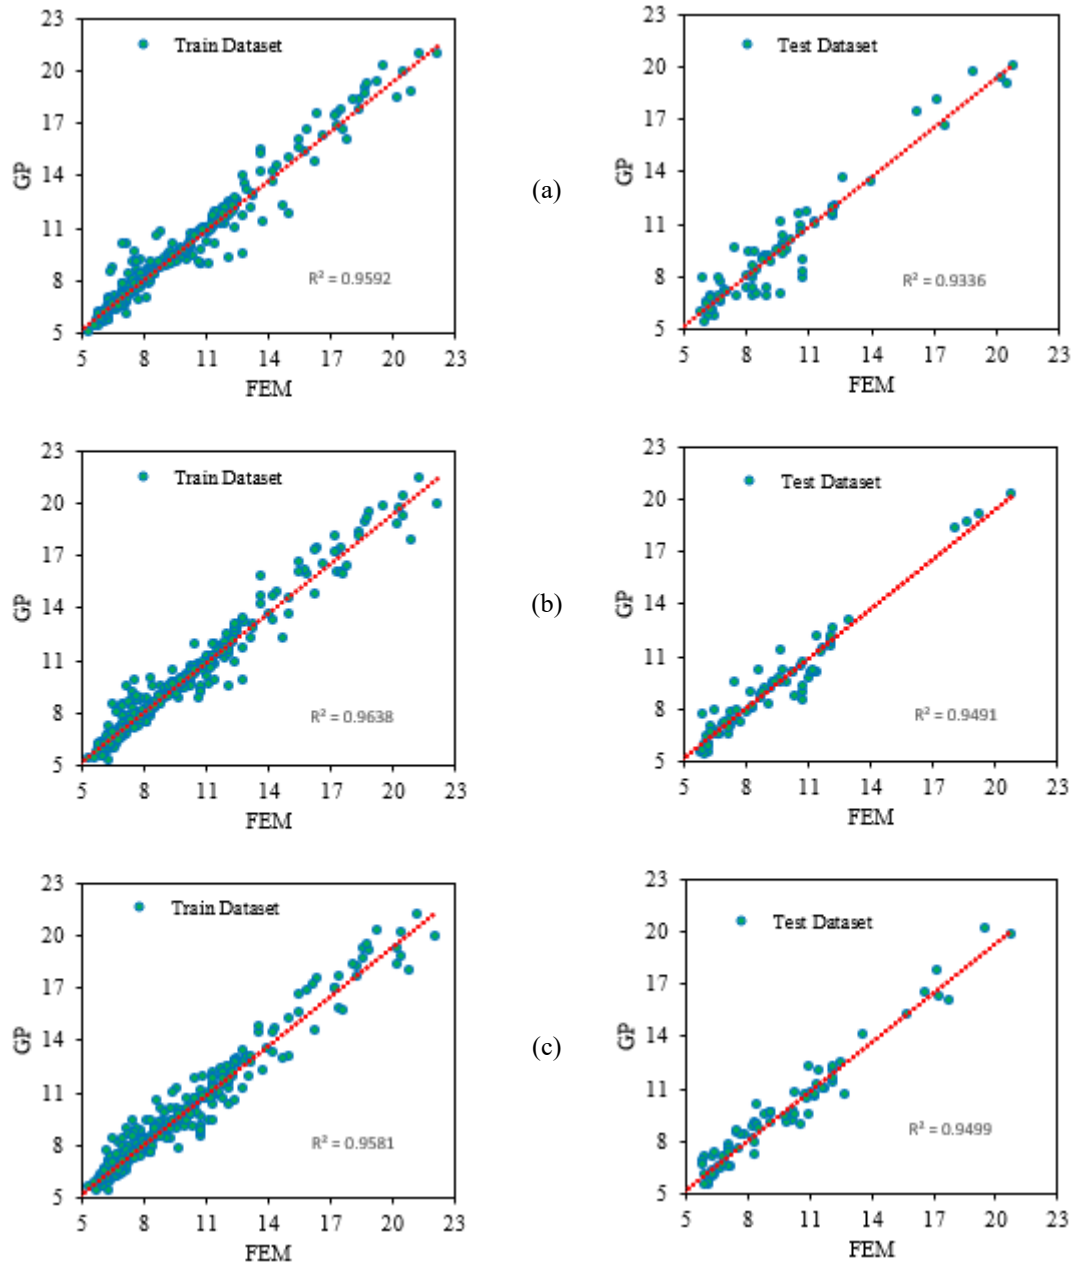 23
20
17
14
11
8
5
GP
Train Dataset
R² = 0.9592
5 8 11 14 17 20 23
FEM
(a)
23
20
17
14
11
8
5
GP
Test Dataset
R² = 0.9336
5 8 11 14 17 20 23
FEM
23
20
17
14
11
8
5
GP
Train Dataset
R² = 0.9638
5 8 11 14 17 20 23
FEM
(b)
23
20
17
14
11
8
5
GP
Test Dataset
R² = 0.9491
5 8 11 14 17 20 23
FEM
23
20
17
14
11
8
5
GP
Train Dataset
R² = 0.9581
5 8 11 14 17 20 23
FEM
(c)
23
20
17
14
11
8
5
GP
Test Dataset
R² = 0.9499
5 8 11 14 17 20 23
FEM